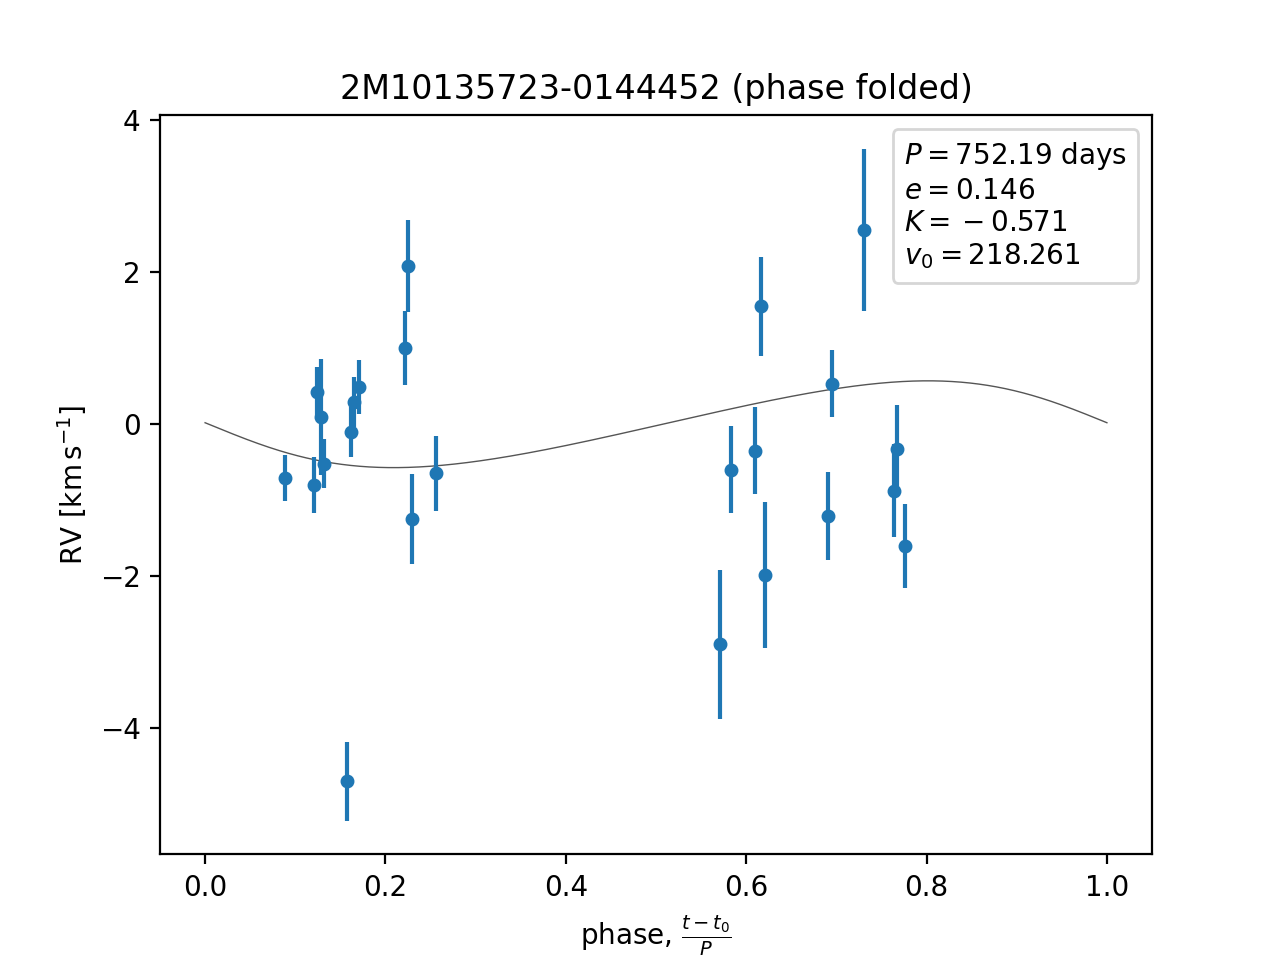 2M10135723-0144452 (phase folded)
P = 752.19 days
e = 0.146
K = −0.571
v₀ = 218.261
RV [km s⁻¹]
4
2
0
−2
−4
0.0 0.2 0.4 0.6 0.8 1.0
phase, (t − t₀)/P